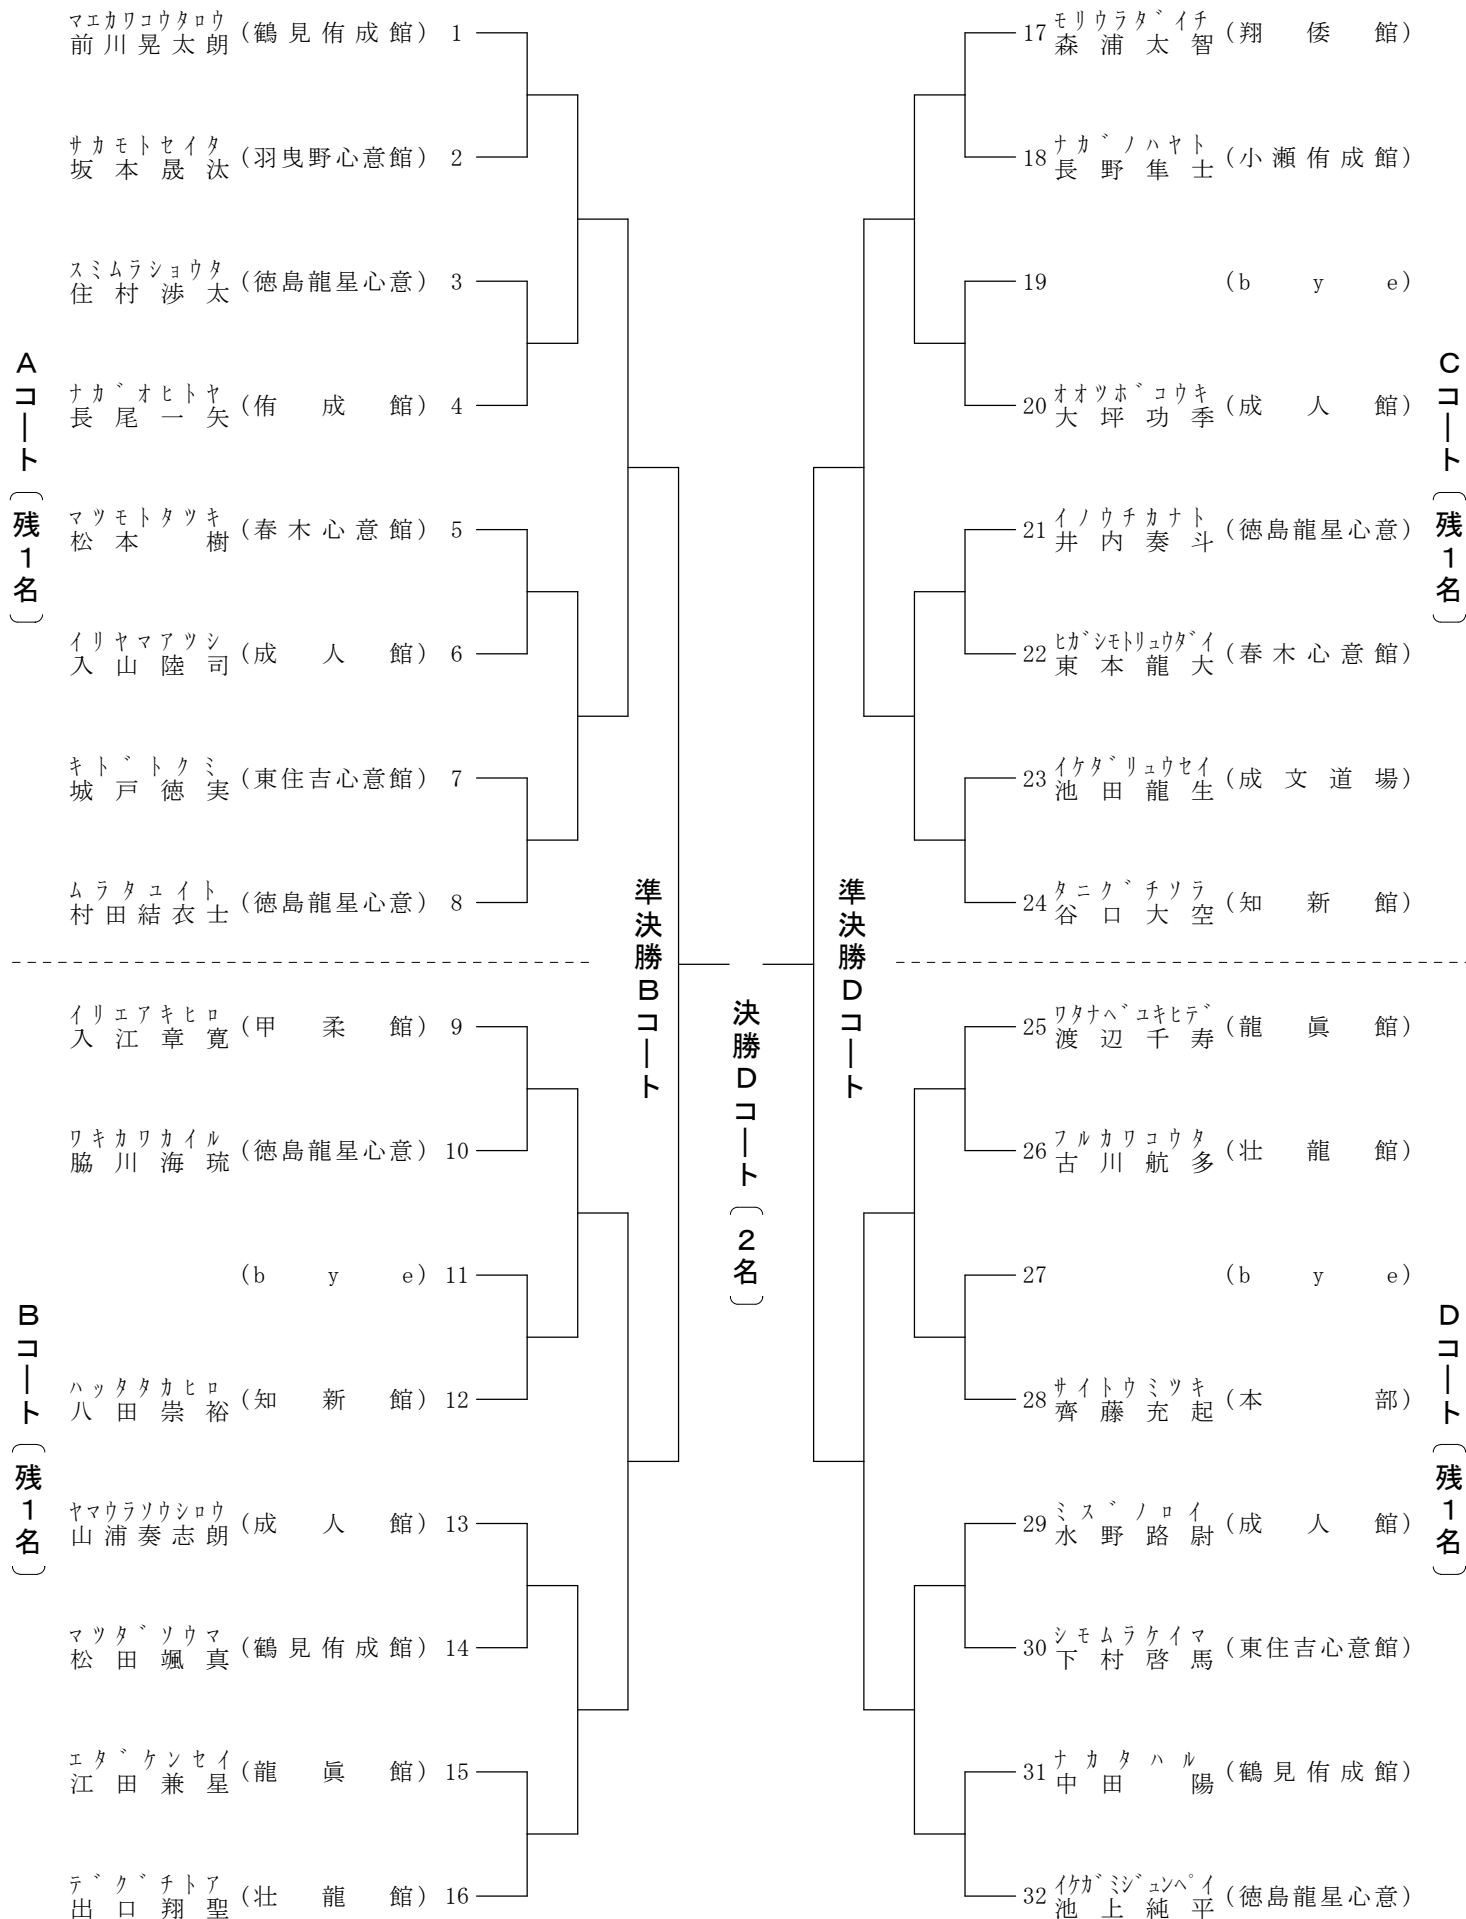 マエカワコウタロウ
前川晃太朗 (鶴見侑成館) 1
サカモトセイタ
坂本晟汰 (羽曳野心意館) 2
スミムラショウタ
住村渉太 (徳島龍星心意) 3
ナガオヒトヤ
長尾一矢 (侑成館) 4
マツモトタツキ
松本樹 (春木心意館) 5
イリヤマアツシ
入山陸司 (成人館) 6
キドトクミ
城戸徳実 (東住吉心意館) 7
ムラタユイト
村田結衣士 (徳島龍星心意) 8
Aコート〔残1名〕
イリエアキヒロ
入江章寛 (甲柔館) 9
ワキカワカイル
脇川海琉 (徳島龍星心意) 10
(bye) 11
ハッタタカヒロ
八田崇裕 (知新館) 12
ヤマウラソウシロウ
山浦奏志朗 (成人館) 13
マツダソウマ
松田颯真 (鶴見侑成館) 14
エダケンセイ
江田兼星 (龍眞館) 15
デグチトア
出口翔聖 (壮龍館) 16
Bコート〔残1名〕
準決勝Bコート
決勝Dコート〔2名〕
準決勝Dコート
モリウラダイチ
17 森浦太智 (翔倭館)
ナガノハヤト
18 長野隼士 (小瀬侑成館)
19 (bye)
オオツボコウキ
20 大坪功季 (成人館)
イノウチカナト
21 井内奏斗 (徳島龍星心意)
ヒガシモトリュウダイ
22 東本龍大 (春木心意館)
イケダリュウセイ
23 池田龍生 (成文道場)
タニグチソラ
24 谷口大空 (知新館)
Cコート〔残1名〕
ワタナベユキヒデ
25 渡辺千寿 (龍眞館)
フルカワコウタ
26 古川航多 (壮龍館)
27 (bye)
サイトウミツキ
28 齊藤充起 (本部)
ミズノロイ
29 水野路尉 (成人館)
シモムラケイマ
30 下村啓馬 (東住吉心意館)
ナカタハル
31 中田陽 (鶴見侑成館)
イケガミジュンペイ
32 池上純平 (徳島龍星心意)
Dコート〔残1名〕